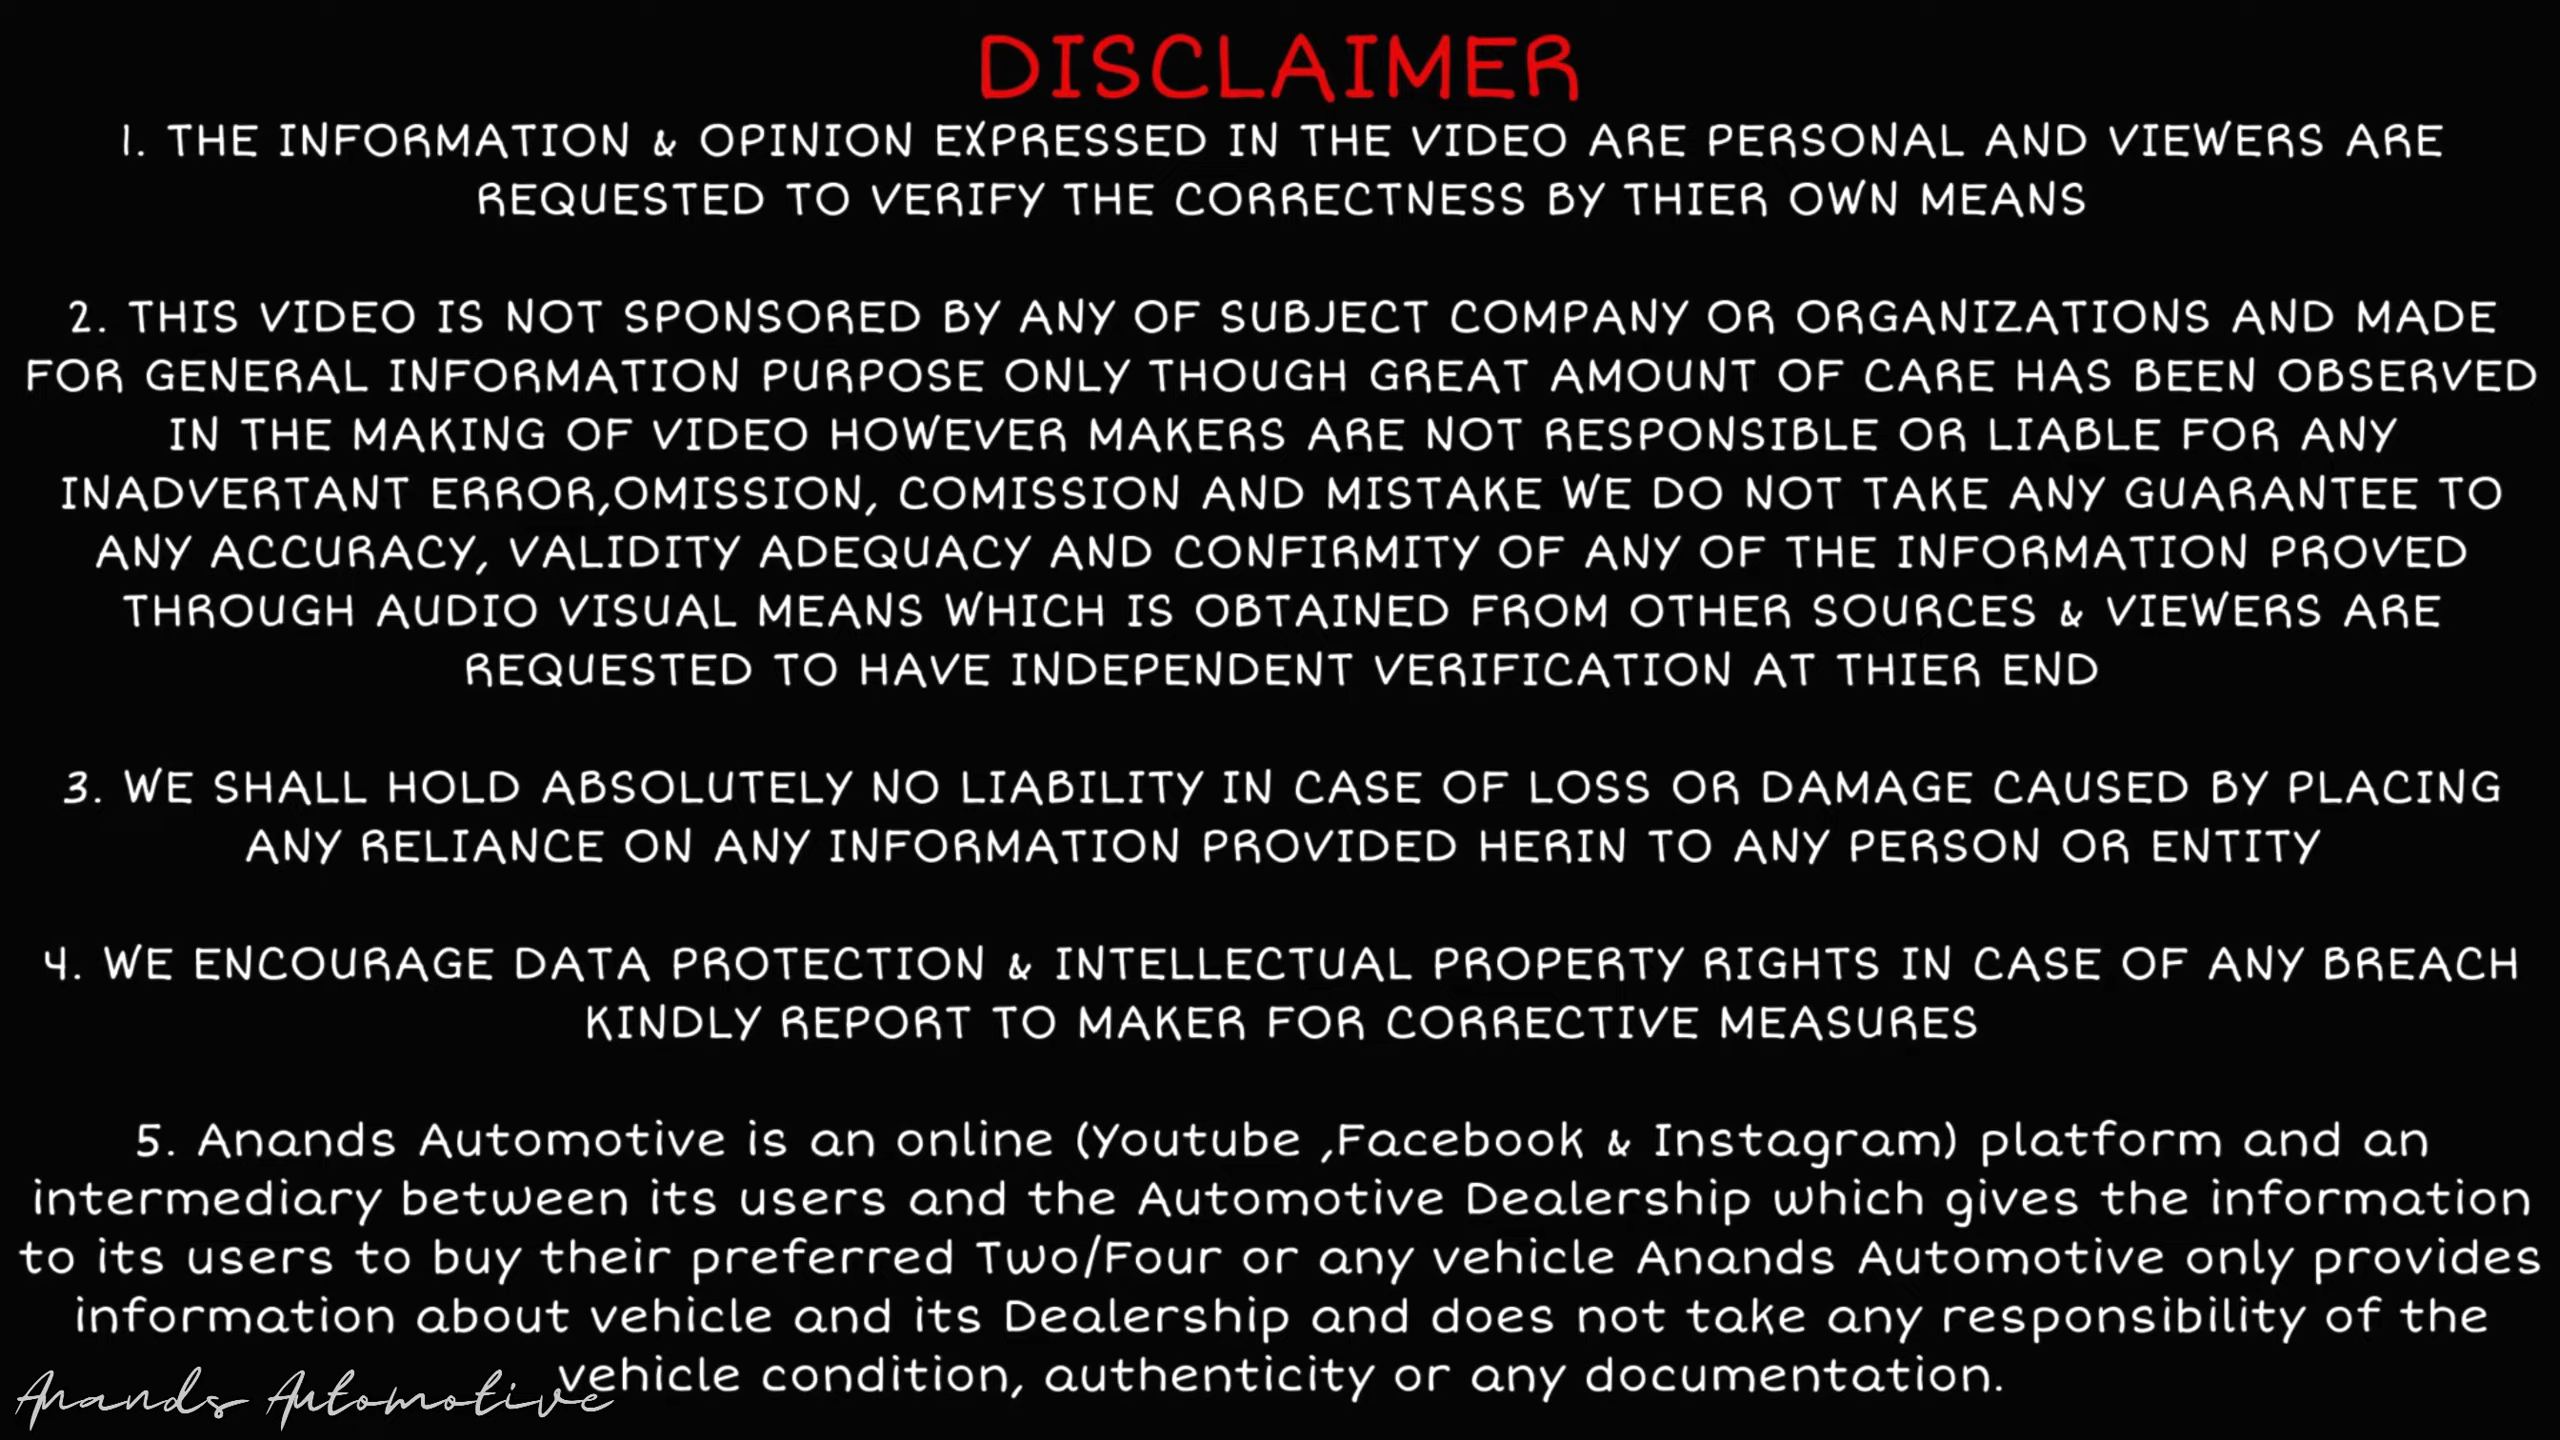 DISCLAIMER
1. THE INFORMATION & OPINION EXPRESSED IN THE VIDEO ARE PERSONAL AND VIEWERS ARE
REQUESTED TO VERIFY THE CORRECTNESS BY THIER OWN MEANS
2. THIS VIDEO IS NOT SPONSORED BY ANY OF SUBJECT COMPANY OR ORGANIZATIONS AND MADE
FOR GENERAL INFORMATION PURPOSE ONLY THOUGH GREAT AMOUNT OF CARE HAS BEEN OBSERVED
IN THE MAKING OF VIDEO HOWEVER MAKERS ARE NOT RESPONSIBLE OR LIABLE FOR ANY
INADVERTANT ERROR,OMISSION, COMISSION AND MISTAKE WE DO NOT TAKE ANY GUARANTEE TO
ANY ACCURACY, VALIDITY ADEQUACY AND CONFIRMITY OF ANY OF THE INFORMATION PROVED
THROUGH AUDIO VISUAL MEANS WHICH IS OBTAINED FROM OTHER SOURCES & VIEWERS ARE
REQUESTED TO HAVE INDEPENDENT VERIFICATION AT THIER END
3. WE SHALL HOLD ABSOLUTELY NO LIABILITY IN CASE OF LOSS OR DAMAGE CAUSED BY PLACING
ANY RELIANCE ON ANY INFORMATION PROVIDED HERIN TO ANY PERSON OR ENTITY
4. WE ENCOURAGE DATA PROTECTION & INTELLECTUAL PROPERTY RIGHTS IN CASE OF ANY BREACH
KINDLY REPORT TO MAKER FOR CORRECTIVE MEASURES
5. Anands Automotive is an online (Youtube ,Facebook & Instagram) platform and an
intermediary between its users and the Automotive Dealership which gives the information
to its users to buy their preferred Two/Four or any vehicle Anands Automotive only provides
information about vehicle and its Dealership and does not take any responsibility of the
vehicle condition, authenticity or any documentation.
Anands Automotive